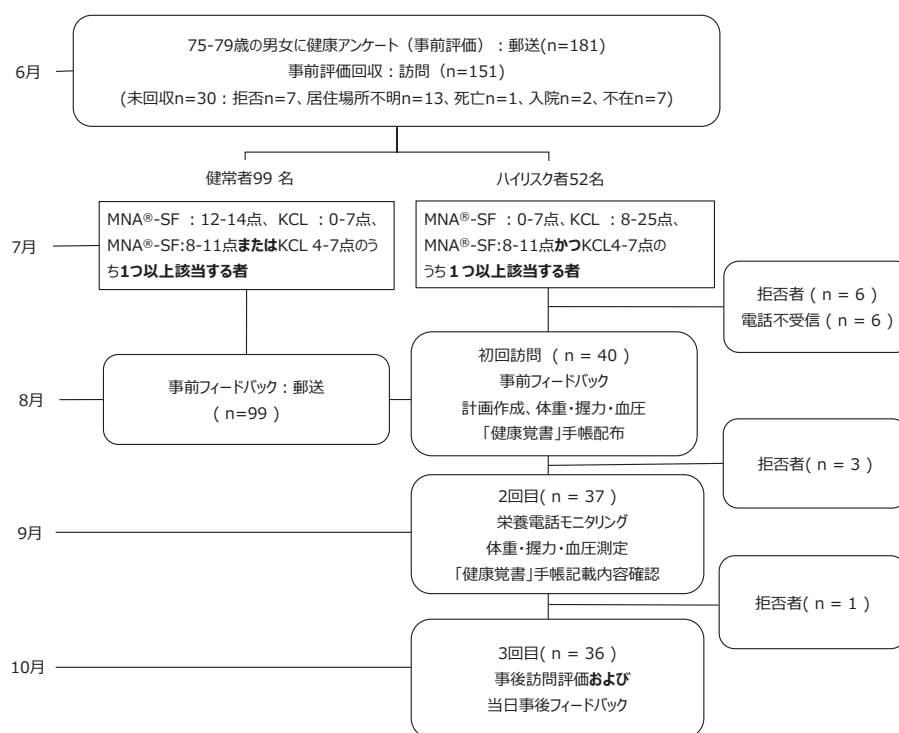 6月
75-79歳の男女に健康アンケート（事前評価）：郵送(n=181)
事前評価回収：訪問（n=151）
(未回収n=30：拒否n=7、居住場所不明n=13、死亡n=1、入院n=2、不在n=7)
健常者99 名
ハイリスク者52名
7月
MNA®-SF ：12-14点、KCL ：0-7点、
MNA®-SF:8-11点またはKCL 4-7点のう
ち1つ以上該当する者
MNA®-SF ：0-7点、KCL ：8-25点、
MNA®-SF:8-11点かつKCL4-7点の
うち１つ以上該当する者
拒否者 ( n = 6 )
電話不受信 ( n = 6 )
8月
事前フィードバック：郵送
( n=99 )
初回訪問 ( n = 40 )
事前フィードバック
計画作成、体重・握力・血圧
「健康覚書」手帳配布
拒否者( n = 3 )
9月
2回目( n = 37 )
栄養電話モニタリング
体重・握力・血圧測定
「健康覚書」手帳記載内容確認
拒否者( n = 1 )
10月
3回目( n = 36 )
事後訪問評価および
当日事後フィードバック